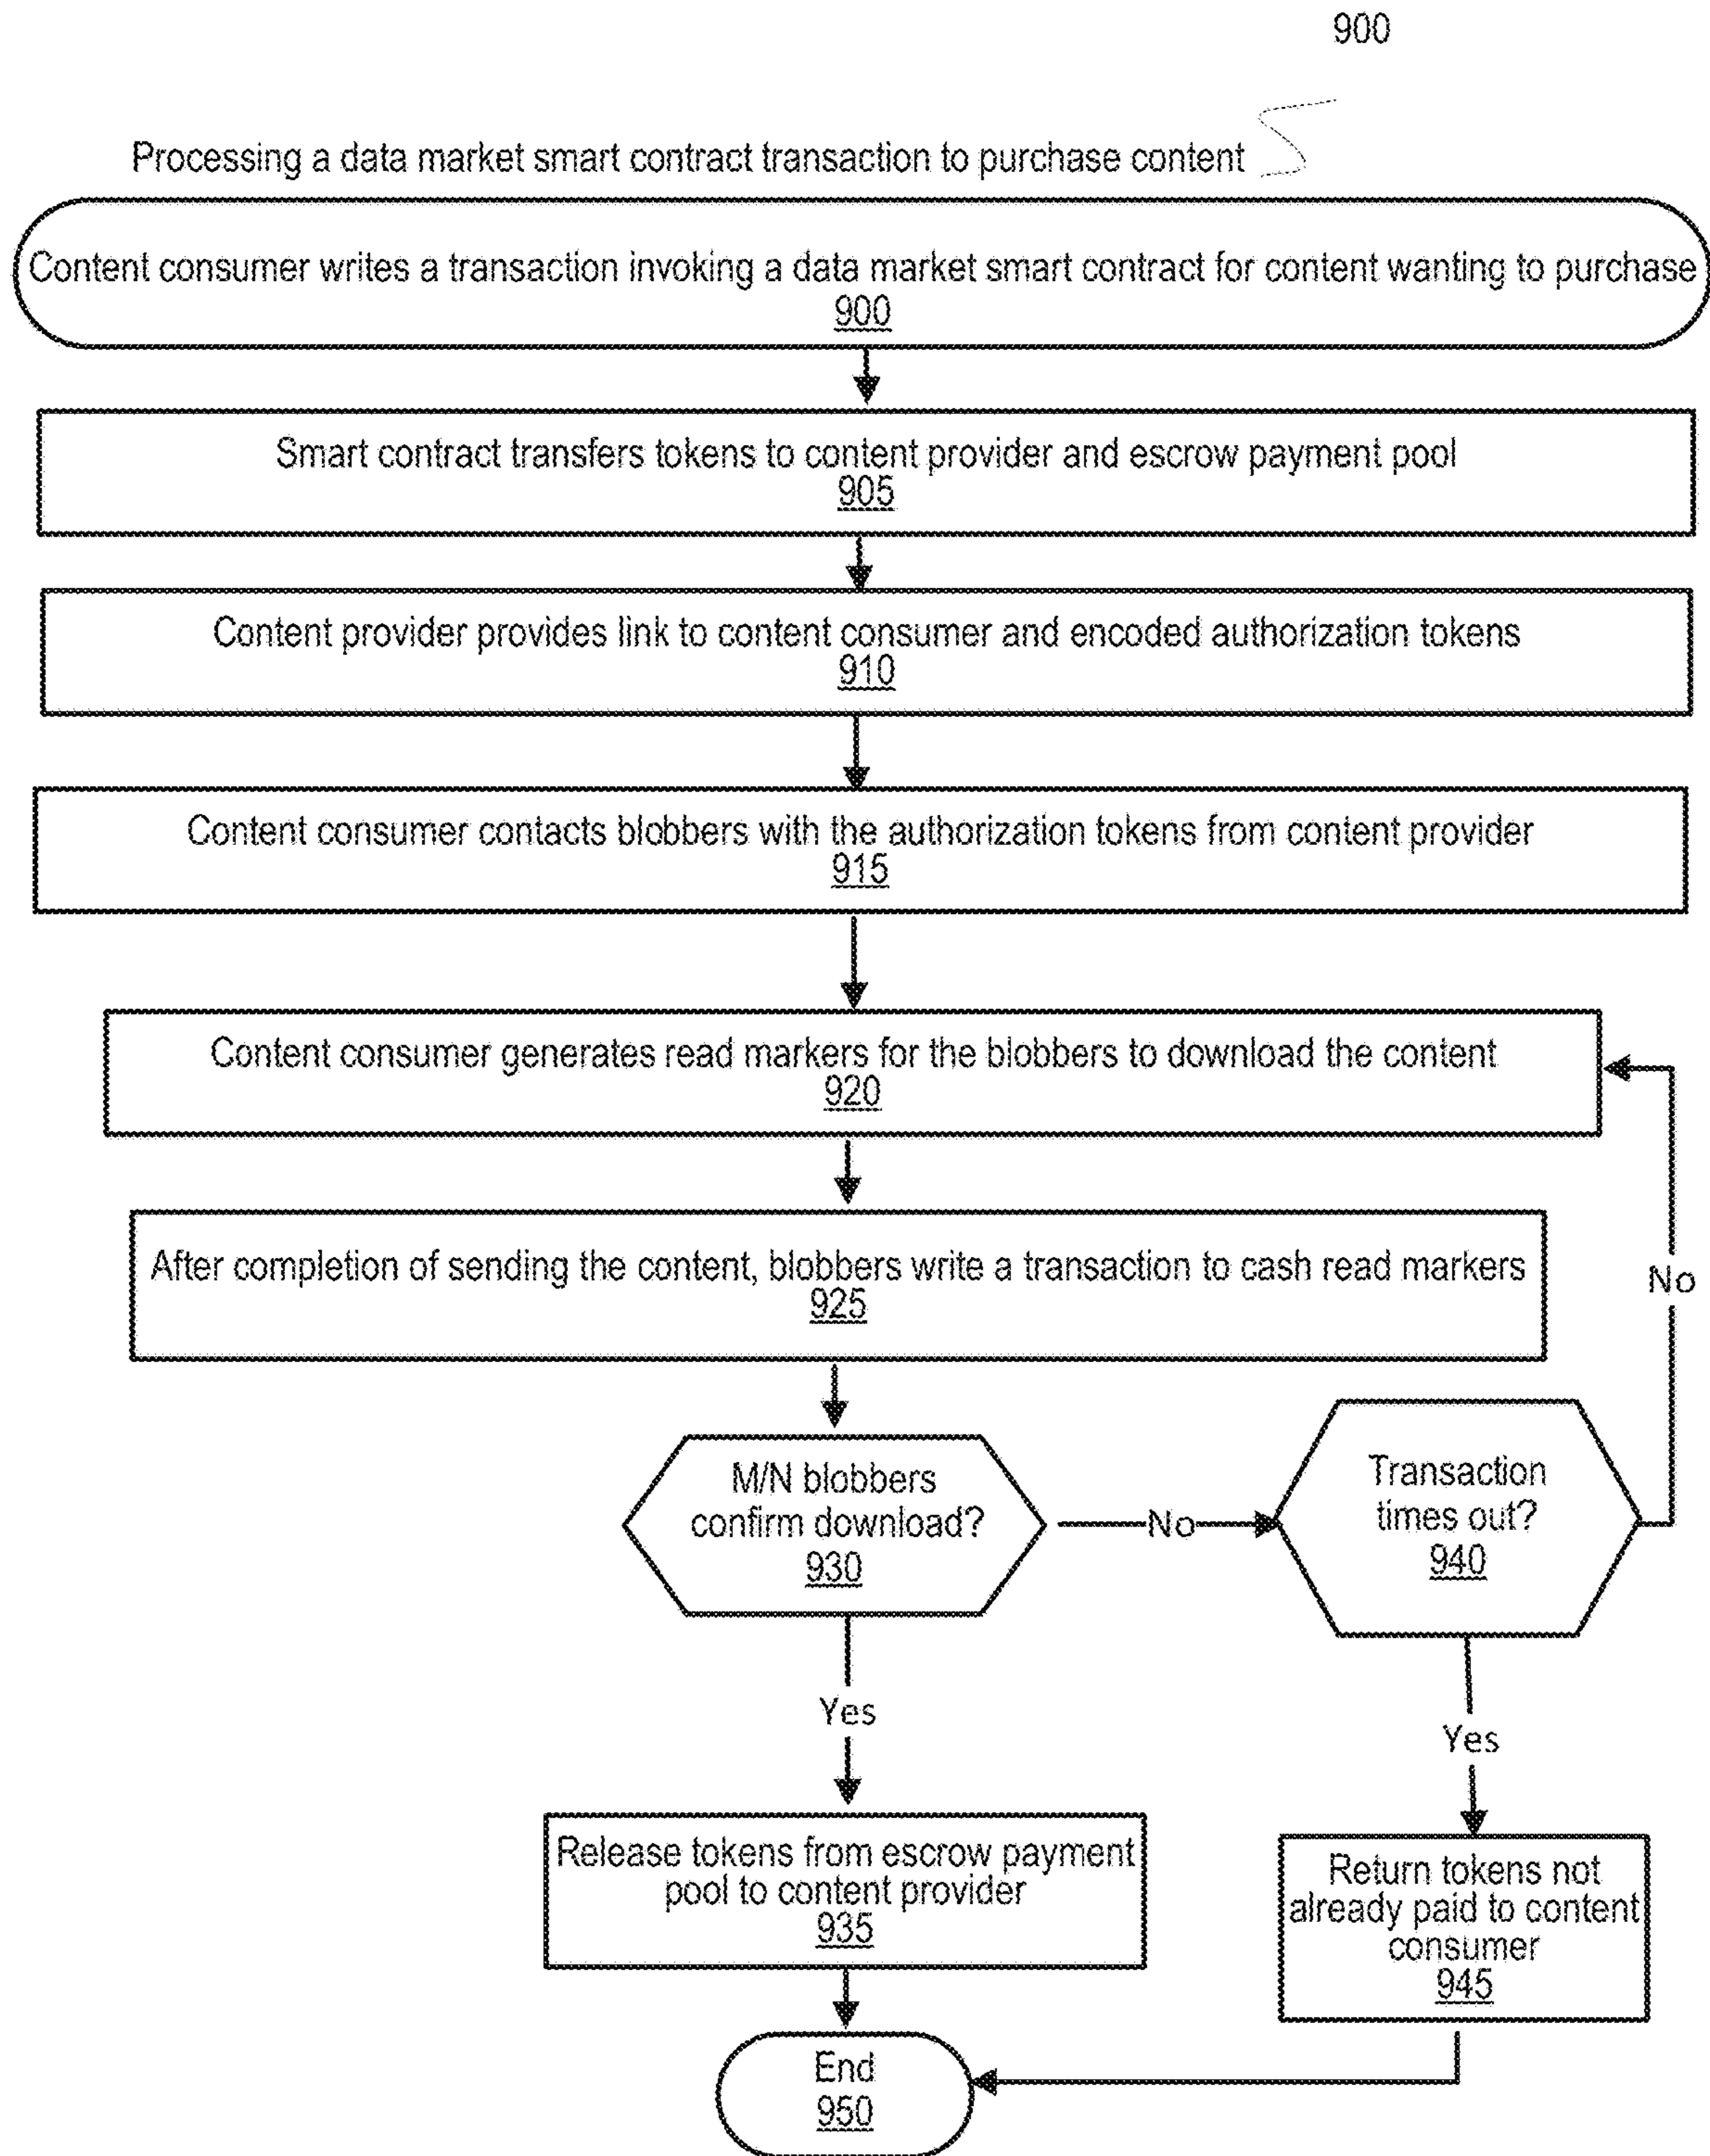 900
Processing a data market smart contract transaction to purchase content
Content consumer writes a transaction invoking a data market smart contract for content wanting to purchase
900
Smart contract transfers tokens to content provider and escrow payment pool
905
Content provider provides link to content consumer and encoded authorization tokens
910
Content consumer contacts blobbers with the authorization tokens from content provider
915
Content consumer generates read markers for the blobbers to download the content
920
After completion of sending the content, blobbers write a transaction to cash read markers
925
No
M/N blobbers
confirm download?
930
No
Transaction
times out?
940
Yes
Yes
Release tokens from escrow payment
pool to content provider
935
Return tokens not
already paid to content
consumer
945
End
950